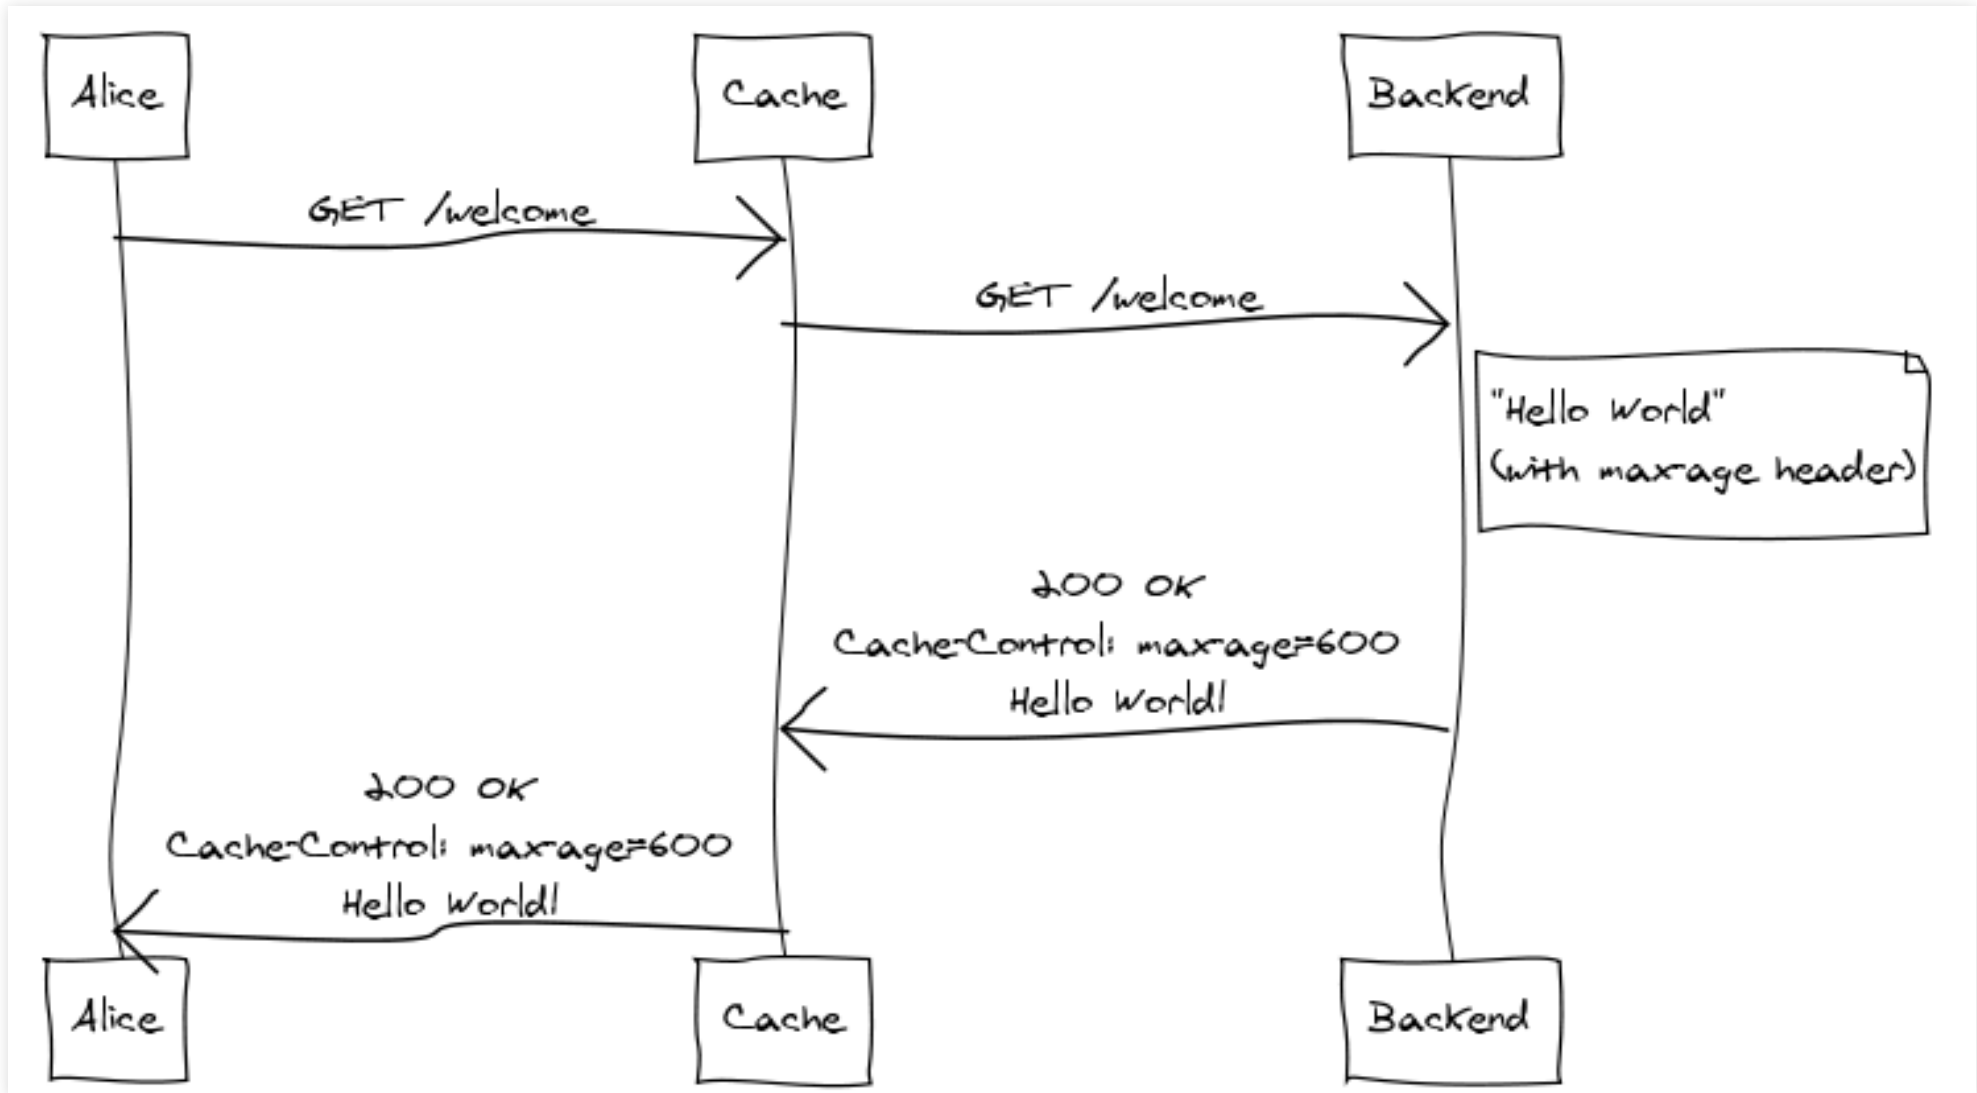 Alice
Cache
Backend
GET /welcome
GET /welcome
"Hello World"
(with max-age header)
200 OK
Cache-Control: max-age=600
Hello World!
200 OK
Cache-Control: max-age=600
Hello World!
Alice
Cache
Backend